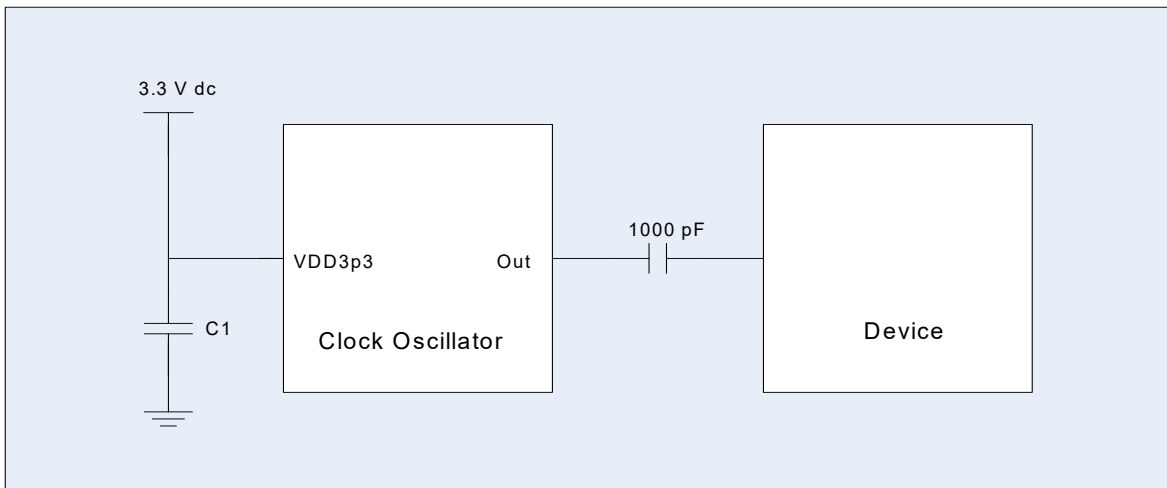 3.3 V dc
1000 pF
VDD3p3
Out
C1
Clock Oscillator
Device